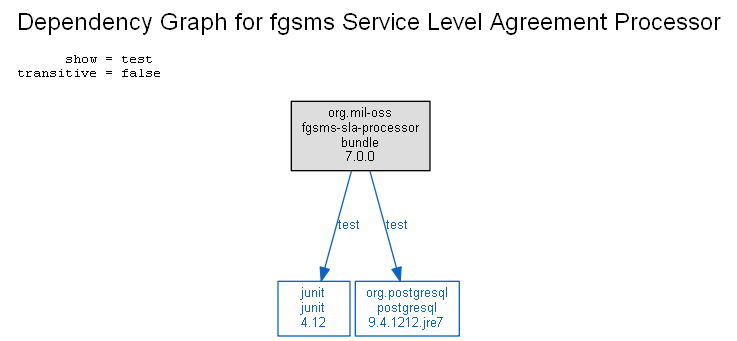 Dependency Graph for fgsms Service Level Agreement Processor
show = test
transitive = false
org.mil-oss
fgsms-sla-processor
bundle
7.0.0
test
test
junit
junit
4.12
org.postgresql
postgresql
9.4.1212.jre7